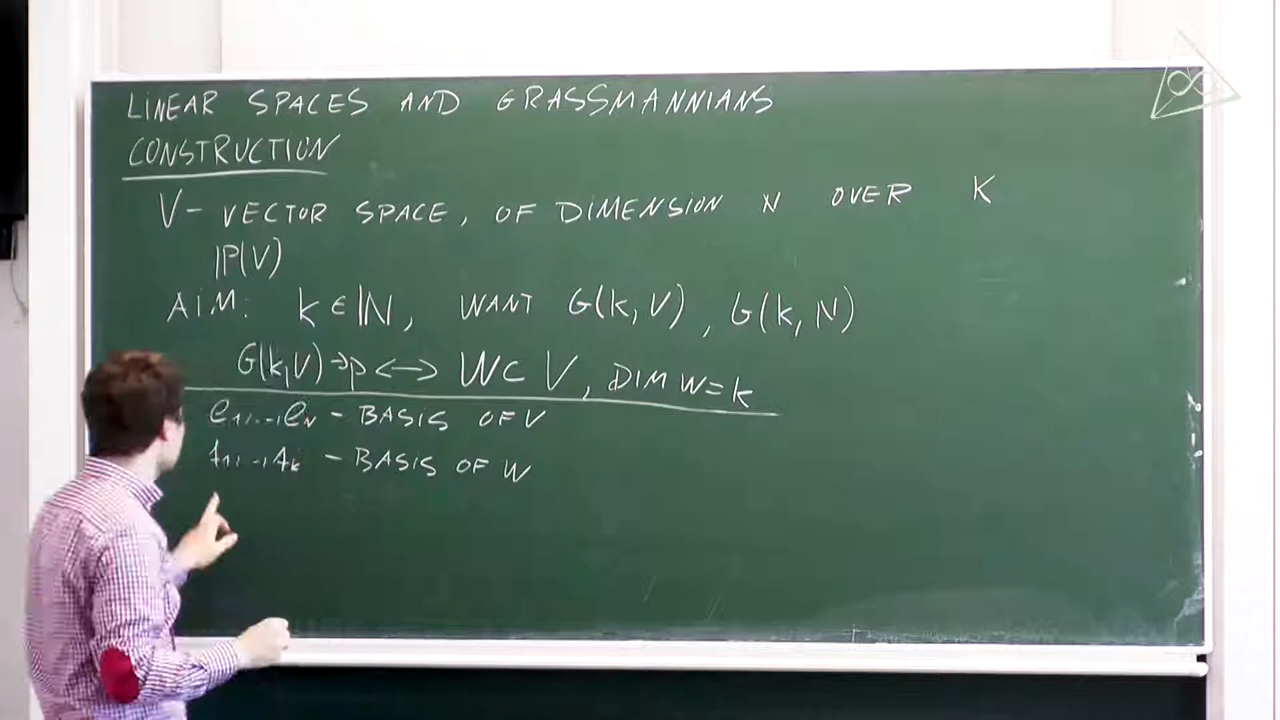 LINEAR SPACES AND GRASSMANNIANS
CONSTRUCTION
V - VECTOR SPACE, OF DIMENSION N OVER K
ℙ(V)
AIM: k ∈ ℕ, WANT G(k, V), G(k, N)
G(k,V) ∋ p ↔ W ⊂ V, DIM W = k
e₁,...,e_N - BASIS OF V
f₁,...,f_k - BASIS OF W